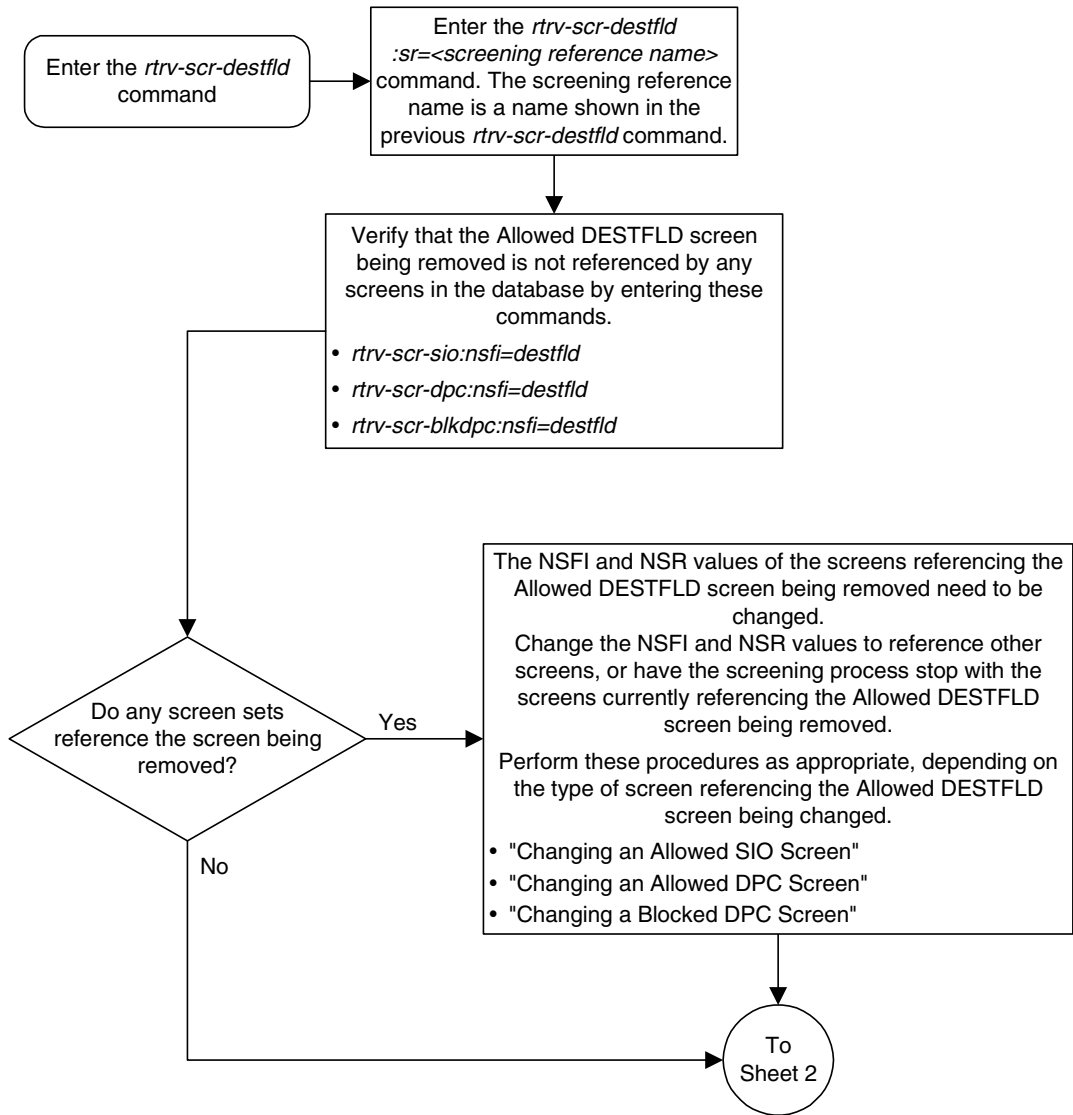 Enter the rtrv-scr-destfld
command
Enter the rtrv-scr-destfld
:sr=<screening reference name>
command. The screening reference
name is a name shown in the
previous rtrv-scr-destfld command.
Verify that the Allowed DESTFLD screen
being removed is not referenced by any
screens in the database by entering these
commands.
• rtrv-scr-sio:nsfi=destfld
• rtrv-scr-dpc:nsfi=destfld
• rtrv-scr-blkdpc:nsfi=destfld
Do any screen sets
reference the screen being
removed?
Yes
No
The NSFI and NSR values of the screens referencing the
Allowed DESTFLD screen being removed need to be
changed.
Change the NSFI and NSR values to reference other
screens, or have the screening process stop with the
screens currently referencing the Allowed DESTFLD
screen being removed.
Perform these procedures as appropriate, depending on
the type of screen referencing the Allowed DESTFLD
screen being changed.
• "Changing an Allowed SIO Screen"
• "Changing an Allowed DPC Screen"
• "Changing a Blocked DPC Screen"
To
Sheet 2